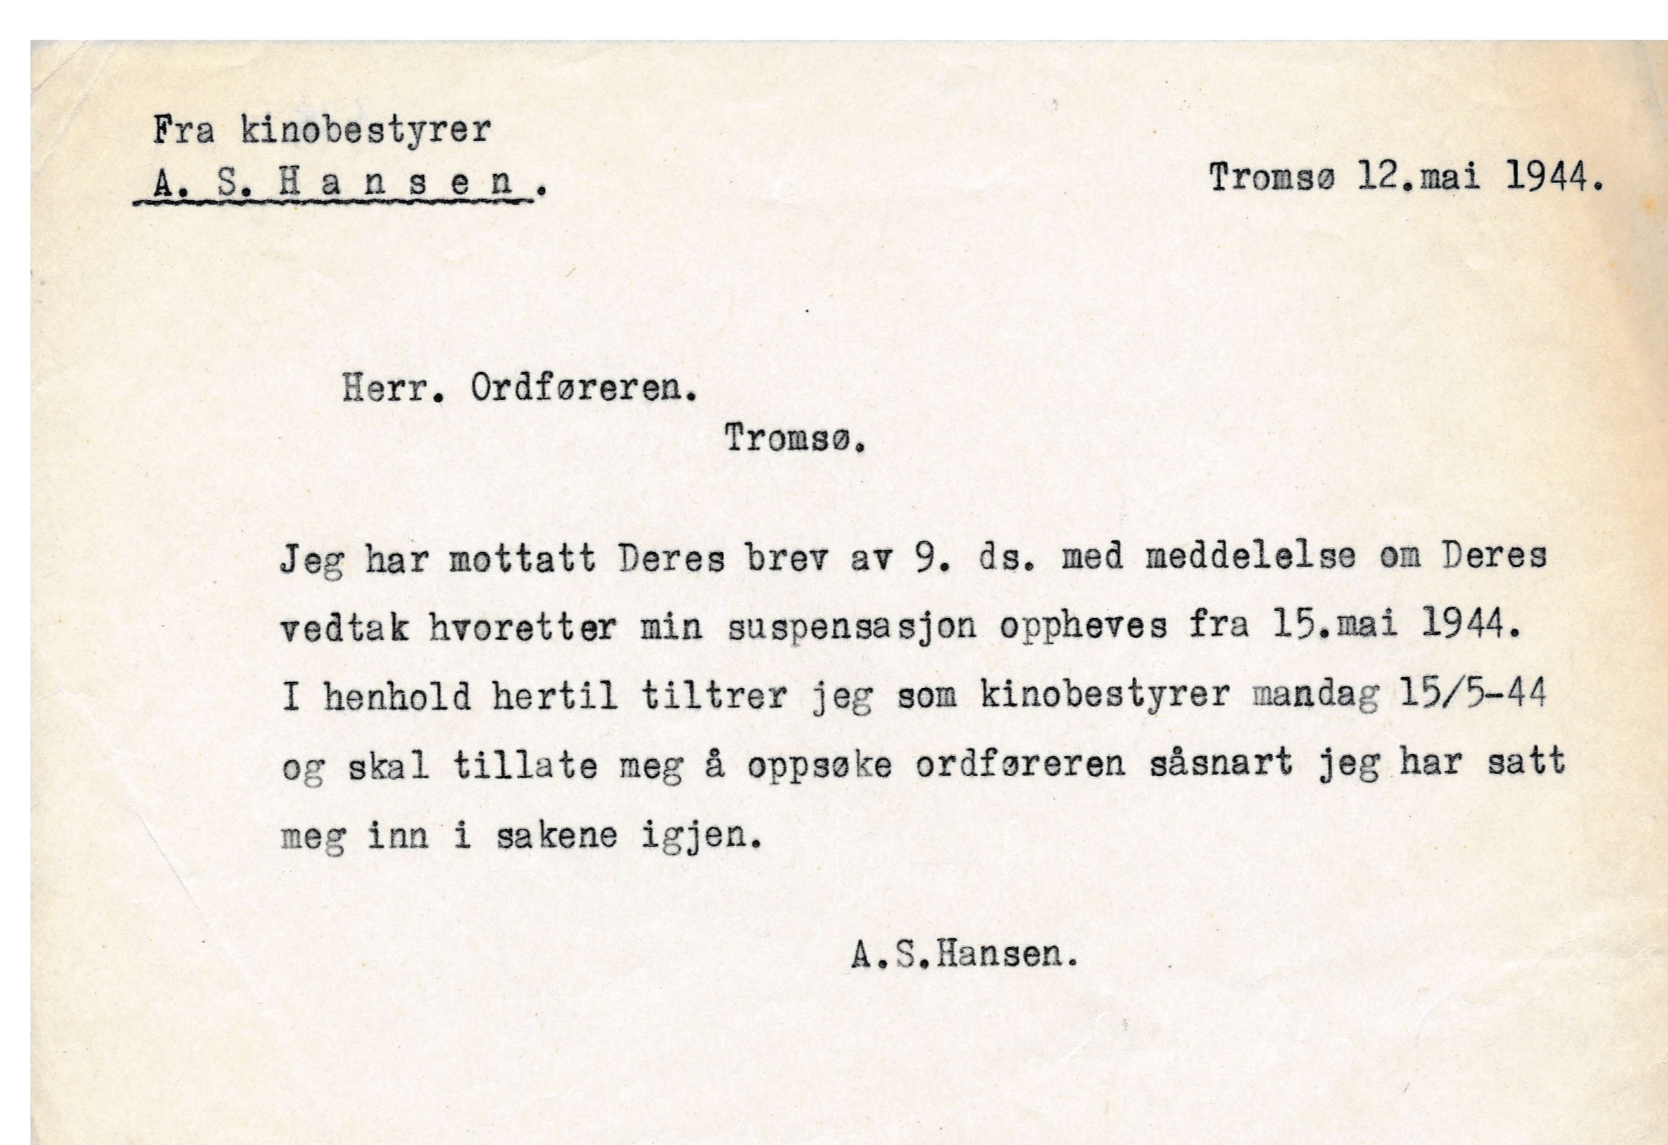 Fra kinobestyrer
A. S. H a n s e n .
Tromsø 12.mai 1944.
Herr. Ordføreren.
Tromsø.
Jeg har mottatt Deres brev av 9. ds. med meddelelse om Deres
vedtak hvoretter min suspensasjon oppheves fra 15.mai 1944.
I henhold hertil tiltrer jeg som kinobestyrer mandag 15/5-44
og skal tillate meg å oppsøke ordføreren såsnart jeg har satt
meg inn i sakene igjen.
A.S.Hansen.